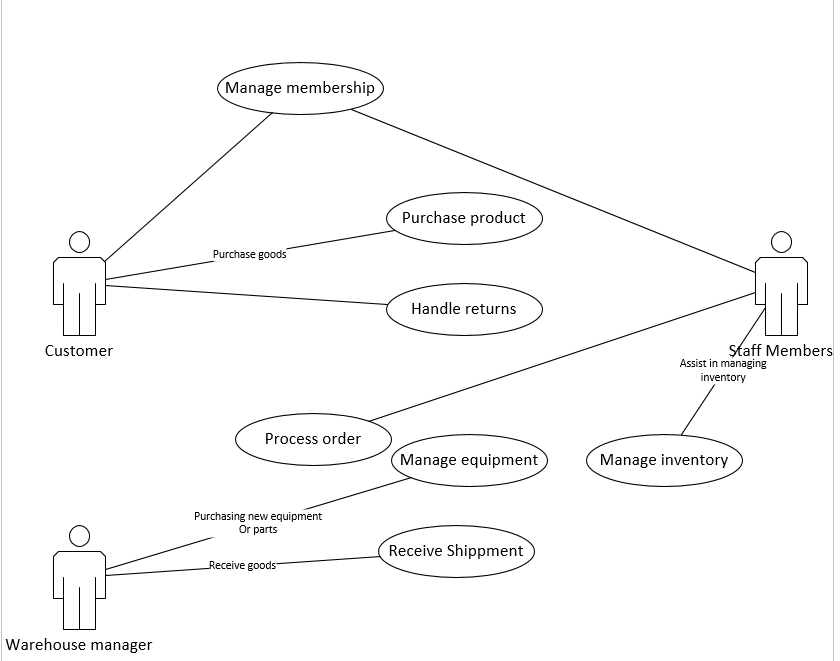 Manage membership
Purchase product
Purchase goods
Handle returns
Customer
Staff Members
Assist in managing
inventory
Process order
Manage equipment
Manage inventory
Purchasing new equipment
Or parts
Receive Shippment
Receive goods
Warehouse manager